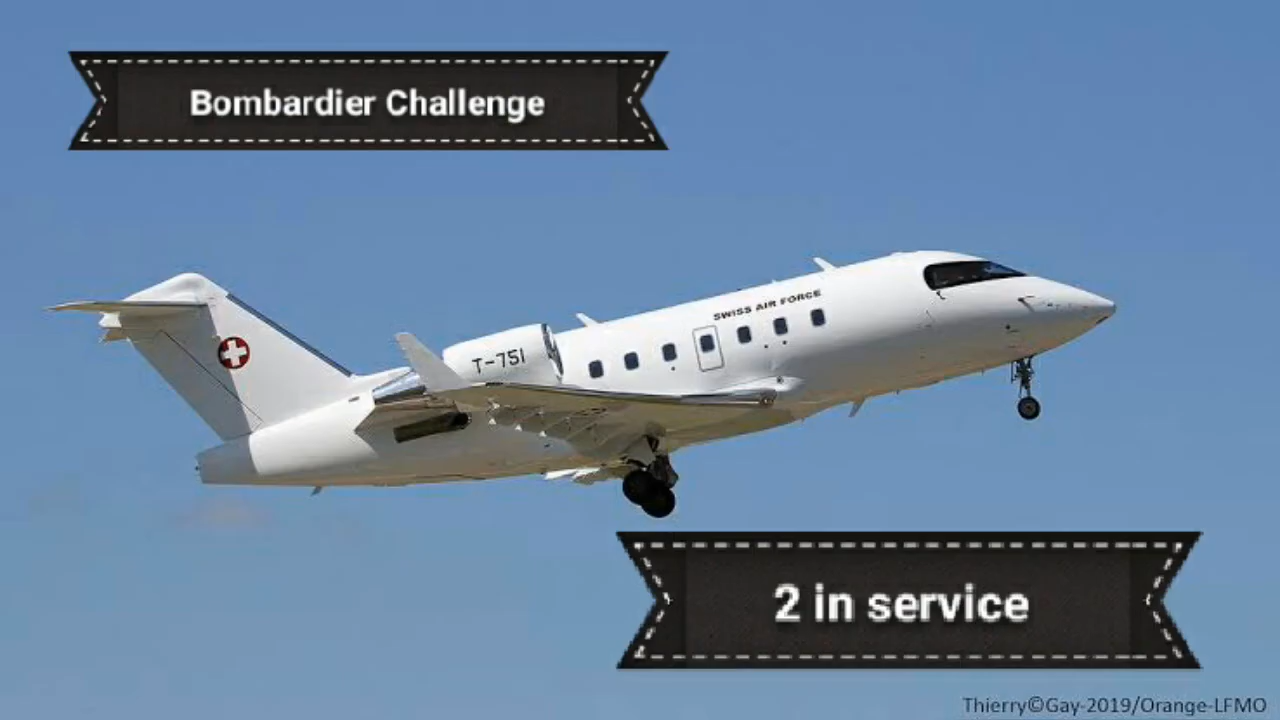 Bombardier Challenge
SWISS AIR FORCE
T-751
2 in service
Thierry©Gay-2019/Orange-LFMO